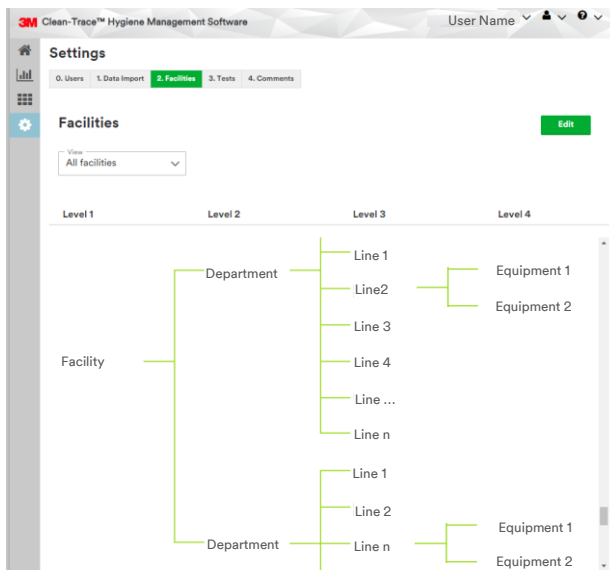 3M Clean-Trace™ Hygiene Management Software
User Name
Settings
0. Users
1. Data Import
2. Facilities
3. Tests
4. Comments
Facilities
Edit
View
All facilities
Level 1
Level 2
Level 3
Level 4
Facility
Department
Line 1
Line2
Line 3
Line 4
Line ...
Line n
Equipment 1
Equipment 2
Department
Line 1
Line 2
Line n
Equipment 1
Equipment 2